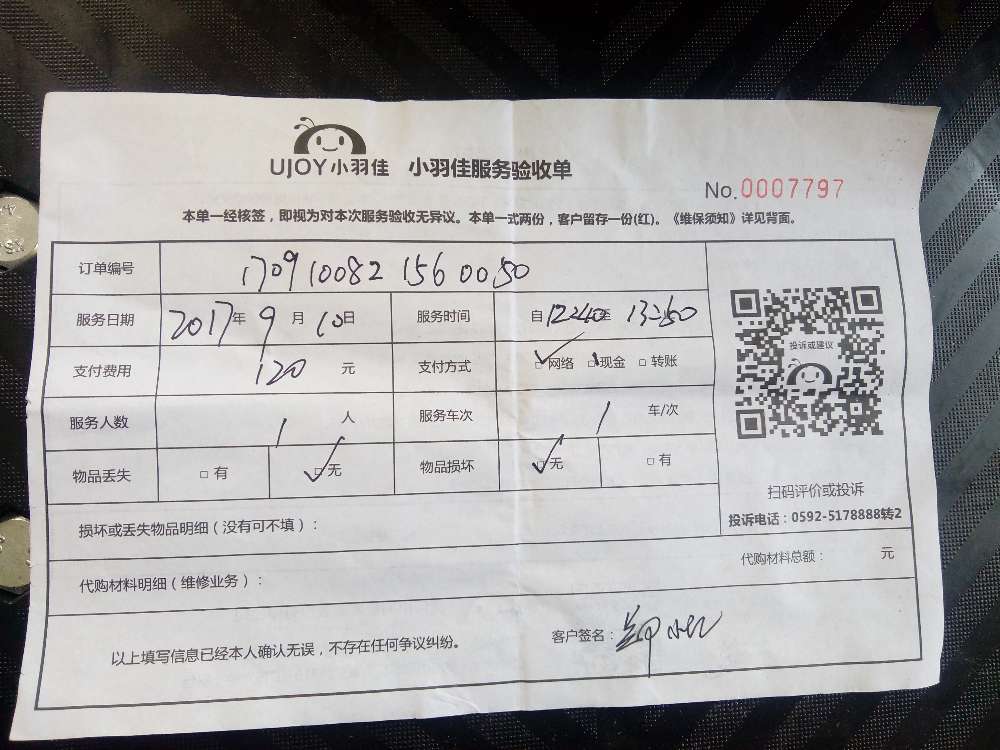 UJOY小羽佳 小羽佳服务验收单
No.0007797
本单一经核签，即视为对本次服务验收无异议。本单一式两份，客户留存一份(红)。《维保须知》详见背面。
订单编号 170910082156 0050
服务日期 2017年9月10日 服务时间 自12:40至13:50
支付费用 120元 支付方式 ☑网络 □现金 □转账
服务人数 1人 服务车次 1车/次
物品丢失 □有 ☑无 物品损坏 ☑无 □有
投诉或建议
扫码评价或投诉
投诉电话：0592-5178888转2
损坏或丢失物品明细（没有可不填）：
代购材料明细（维修业务）： 代购材料总额： 元
以上填写信息已经本人确认无误，不存在任何争议纠纷。 客户签名：